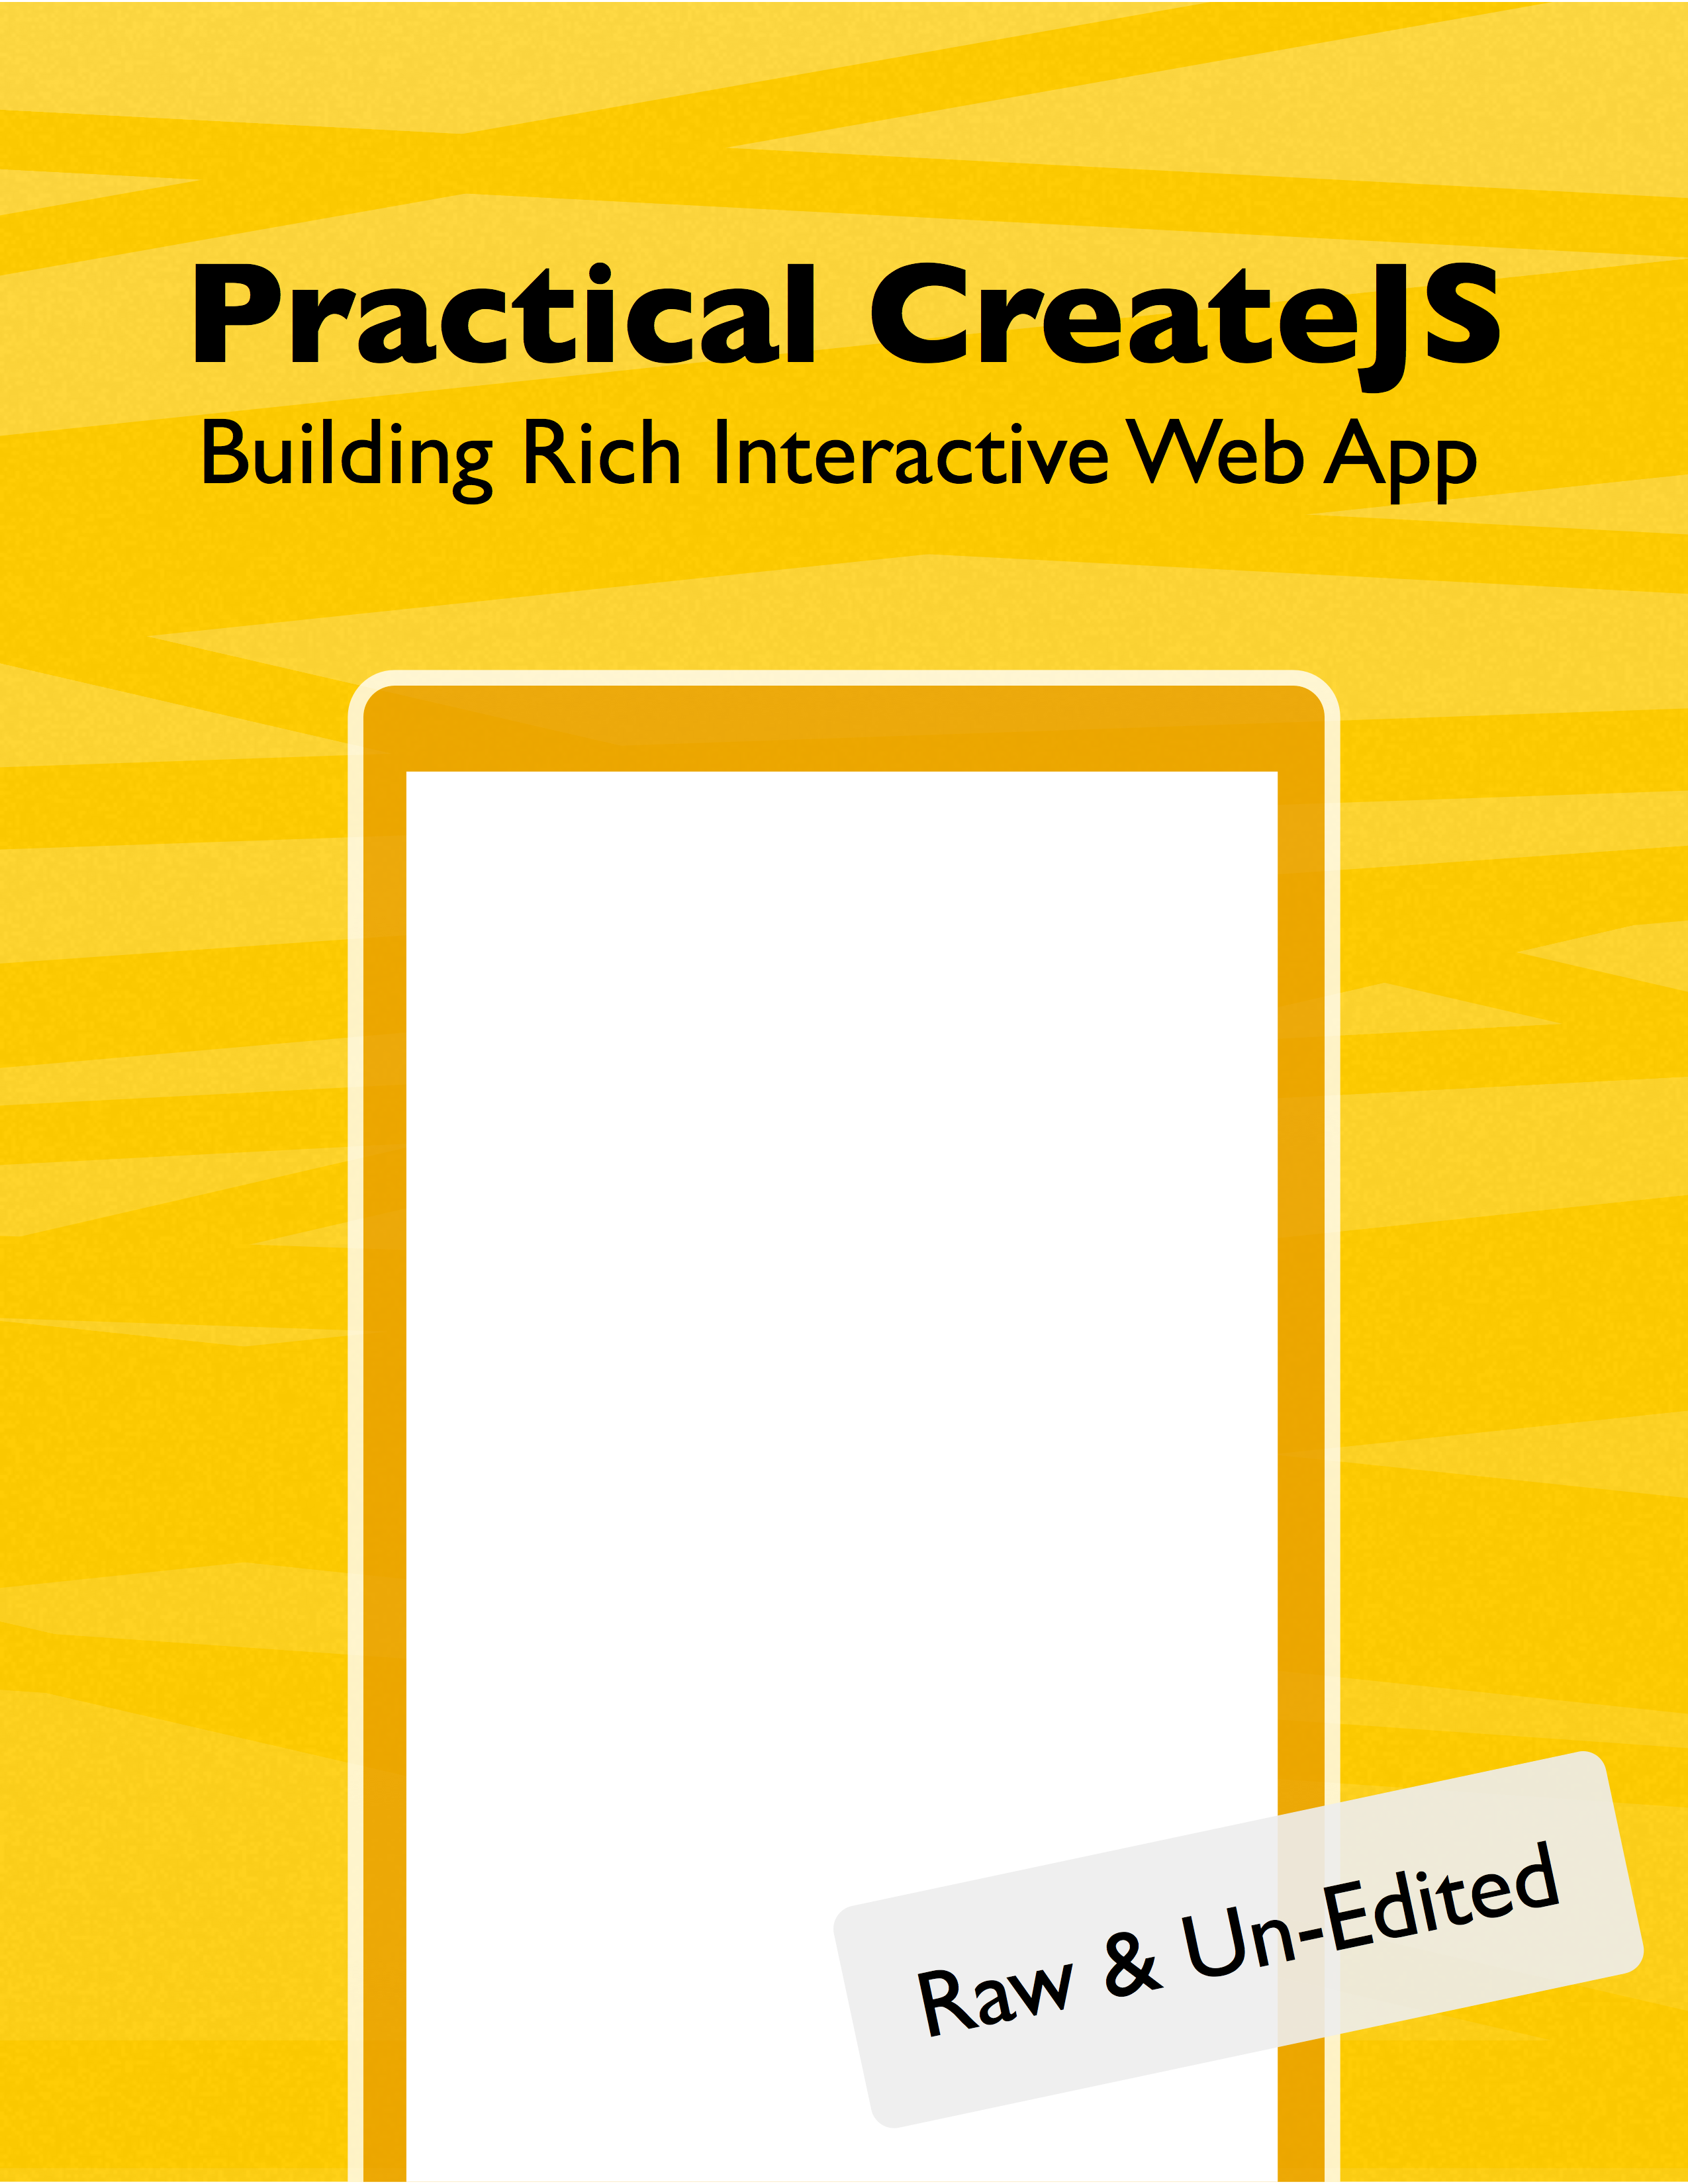 Practical CreateJS
Building Rich Interactive Web App
Raw & Un-Edited